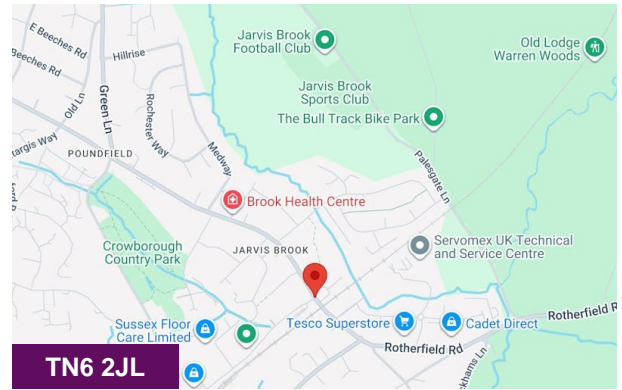 E Beeches Rd
Beeches Rd
Hillrise
Old Ln
Green Ln
Rochester Way
Medway
POUNDFIELD
Jarvis Brook
Football Club
Old Lodge
Warren Woods
Jarvis Brook
Sports Club
The Bull Track Bike Park
Palesgate Ln
Brook Health Centre
Crowborough
Country Park
JARVIS BROOK
Servomex UK Technical
and Service Centre
Sussex Floor
Care Limited
Tesco Superstore
Cadet Direct
Rotherfield R
Rotherfield Rd
TN6 2JL